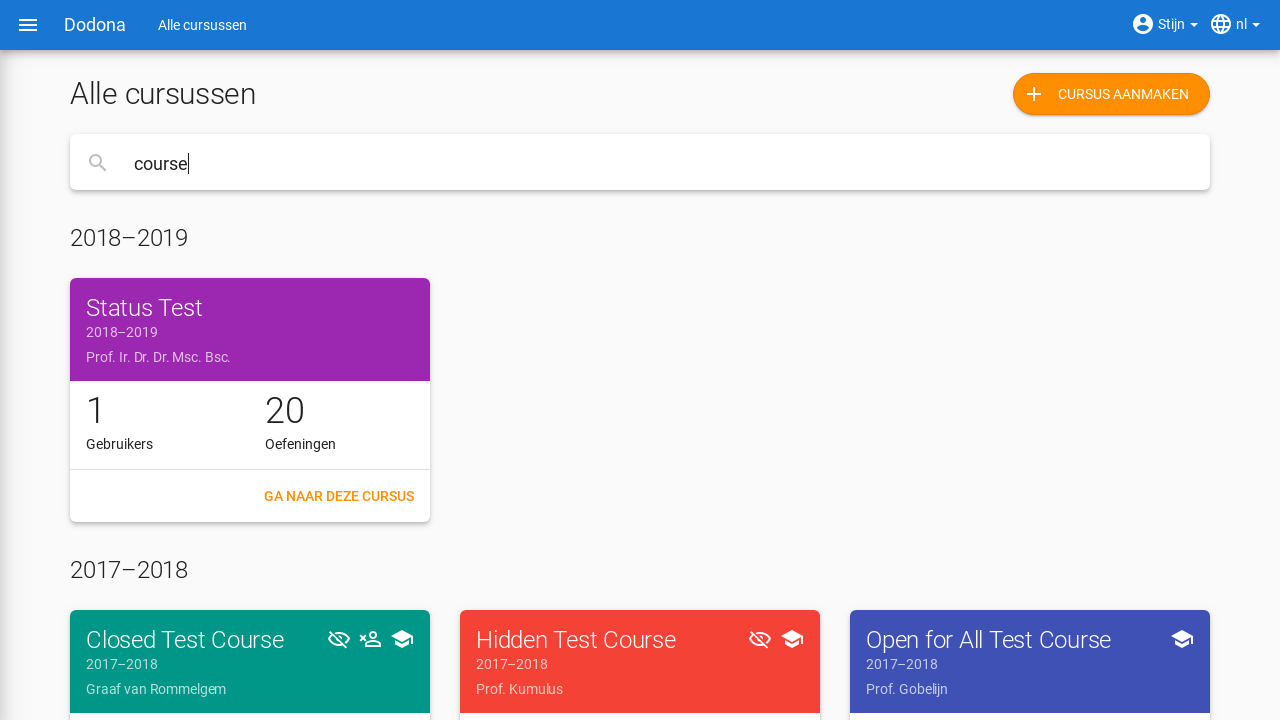 Dodona
Alle cursussen
Stijn
nl
Alle cursussen
CURSUS AANMAKEN
course
2018–2019
Status Test
2018–2019
Prof. Ir. Dr. Dr. Msc. Bsc.
1
20
Gebruikers
Oefeningen
GA NAAR DEZE CURSUS
2017–2018
Closed Test Course
2017–2018
Graaf van Rommelgem
Hidden Test Course
2017–2018
Prof. Kumulus
Open for All Test Course
2017–2018
Prof. Gobelijn